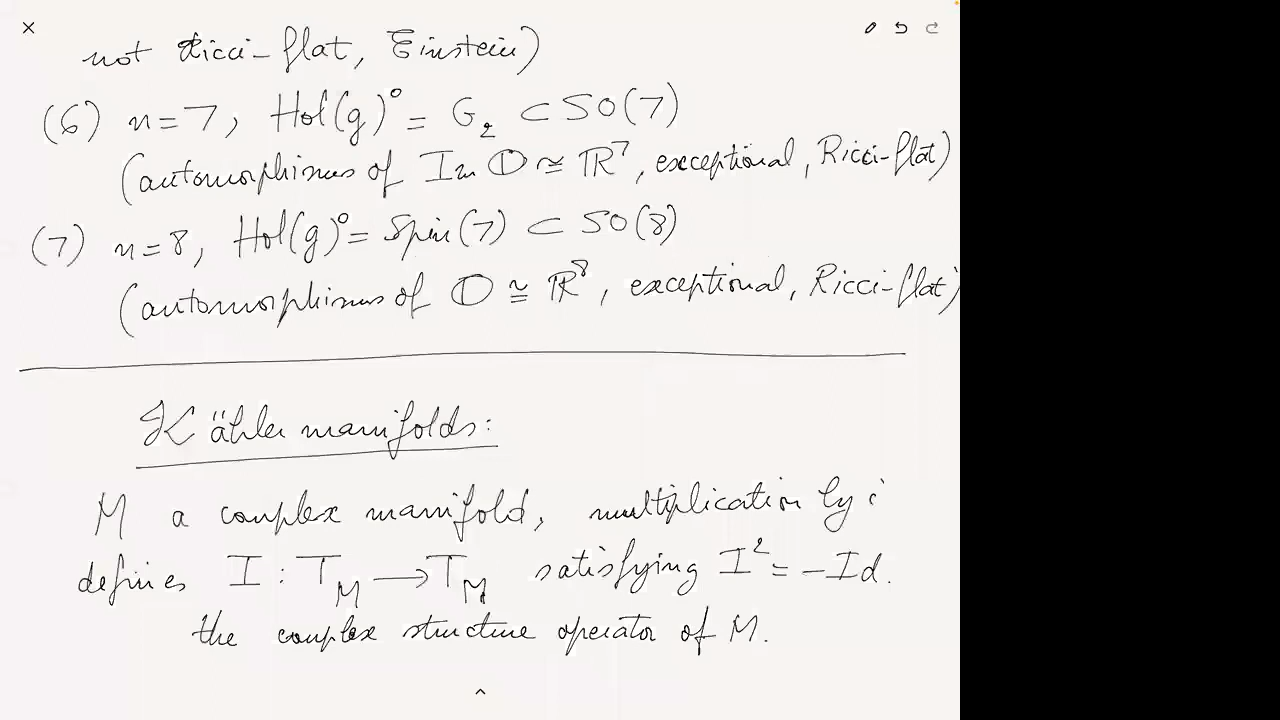 not Ricci-flat, Einstein)
(6) n=7, Hol(g)⁰ = G₂ ⊂ SO(7)
(automorphisms of Im 𝕆 ≅ ℝ⁷, exceptional, Ricci-flat)
(7) n=8, Hol(g)⁰ = Spin(7) ⊂ SO(8)
(automorphisms of 𝕆 ≅ ℝ⁸, exceptional, Ricci-flat)
Kähler manifolds:
M a complex manifold, multiplication by i
defines I : T_M → T_M satisfying I² = -Id.
the complex structure operator of M.